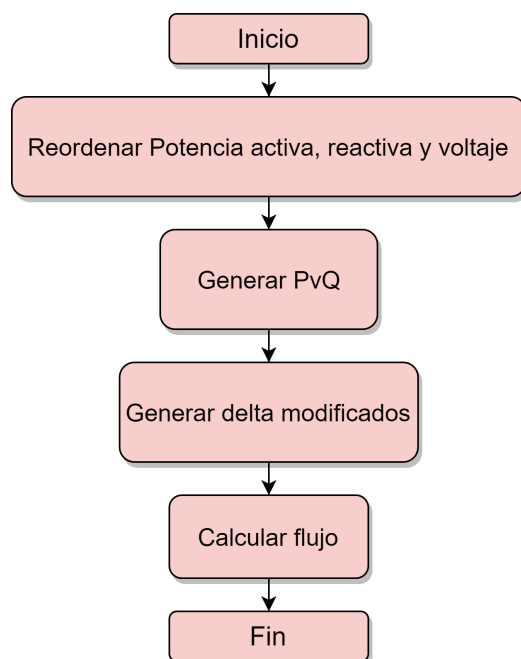 Inicio
Reordenar Potencia activa, reactiva y voltaje
Generar PvQ
Generar delta modificados
Calcular flujo
Fin